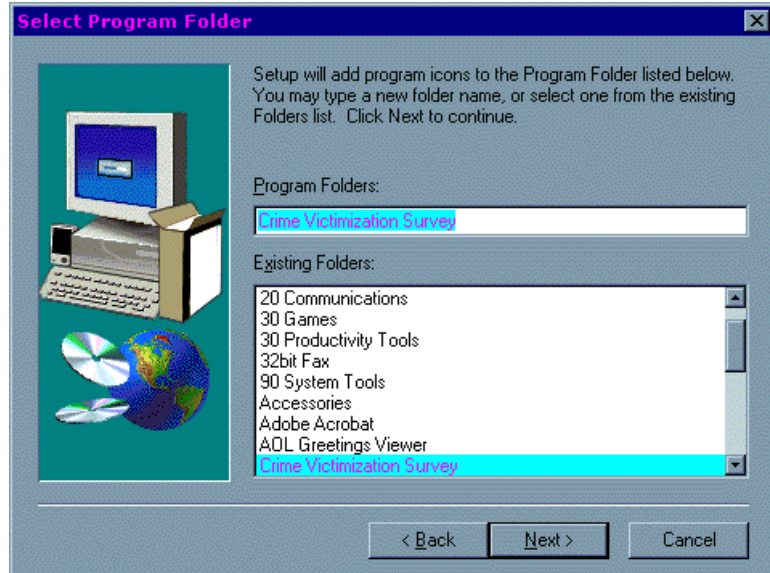 Select Program Folder
Setup will add program icons to the Program Folder listed below.
You may type a new folder name, or select one from the existing
Folders list. Click Next to continue.
Program Folders:
Crime Victimization Survey
Existing Folders:
20 Communications
30 Games
30 Productivity Tools
32bit Fax
90 System Tools
Accessories
Adobe Acrobat
AOL Greetings Viewer
Crime Victimization Survey
< Back
Next >
Cancel